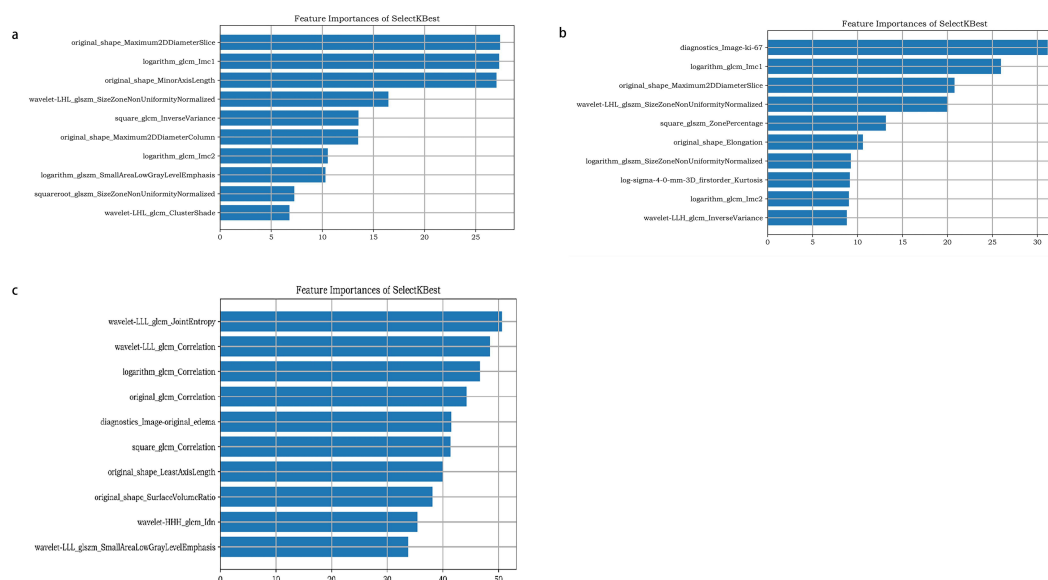 a
Feature Importances of SelectKBest
original_shape_Maximum2DDiameterSlice
logarithm_glcm_Imc1
original_shape_MinorAxisLength
wavelet-LHL_glszm_SizeZoneNonUniformityNormalized
square_glcm_InverseVariance
original_shape_Maximum2DDiameterColumn
logarithm_glcm_Imc2
logarithm_glszm_SmallAreaLowGrayLevelEmphasis
squareroot_glszm_SizeZoneNonUniformityNormalized
wavelet-LHL_glcm_ClusterShade
0 5 10 15 20 25
b
Feature Importances of SelectKBest
diagnostics_Image-ki-67
logarithm_glcm_Imc1
original_shape_Maximum2DDiameterSlice
wavelet-LHL_glszm_SizeZoneNonUniformityNormalized
square_glszm_ZonePercentage
original_shape_Elongation
logarithm_glszm_SizeZoneNonUniformityNormalized
log-sigma-4-0-mm-3D_firstorder_Kurtosis
logarithm_glcm_Imc2
wavelet-LLH_glcm_InverseVariance
0 5 10 15 20 25 30
c
Feature Importances of SelectKBest
wavelet-LLL_glcm_JointEntropy
wavelet-LLL_glcm_Correlation
logarithm_glcm_Correlation
original_glcm_Correlation
diagnostics_Image-original_edema
square_glcm_Correlation
original_shape_LeastAxisLength
original_shape_SurfaceVolumeRatio
wavelet-HHH_glcm_Idn
wavelet-LLL_glszm_SmallAreaLowGrayLevelEmphasis
0 10 20 30 40 50